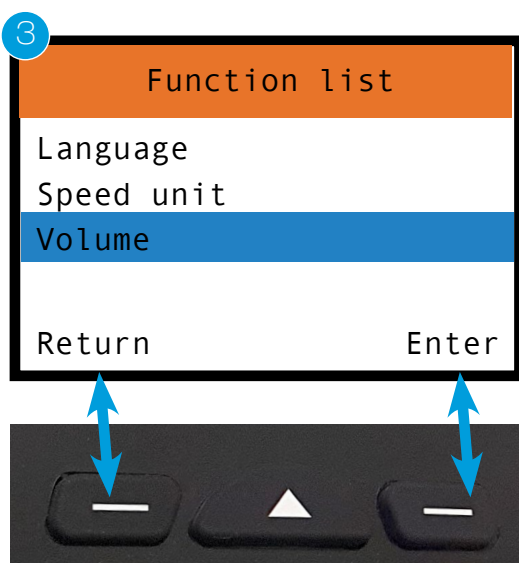 3
Function list
Language
Speed unit
Volume
Return Enter